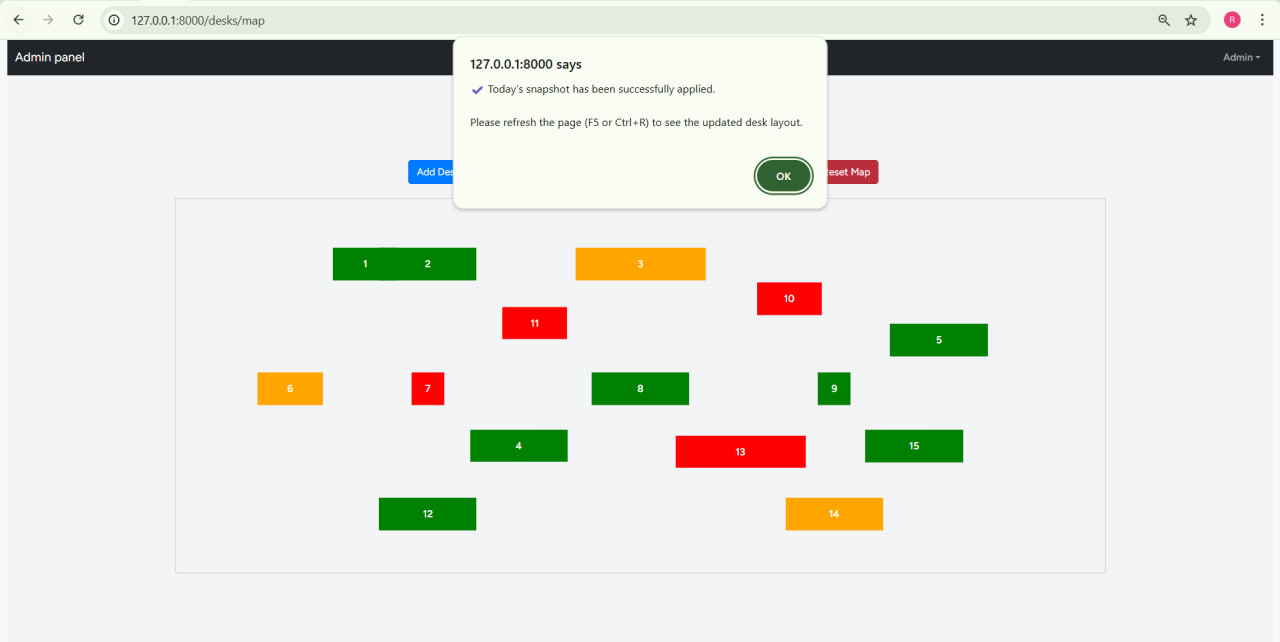 127.0.0.1:8000/desks/map
R
Admin panel
Admin
127.0.0.1:8000 says
Today's snapshot has been successfully applied.
Please refresh the page (F5 or Ctrl+R) to see the updated desk layout.
OK
Add Des
eset Map
1
2
3
10
11
5
6
7
8
9
4
13
15
12
14